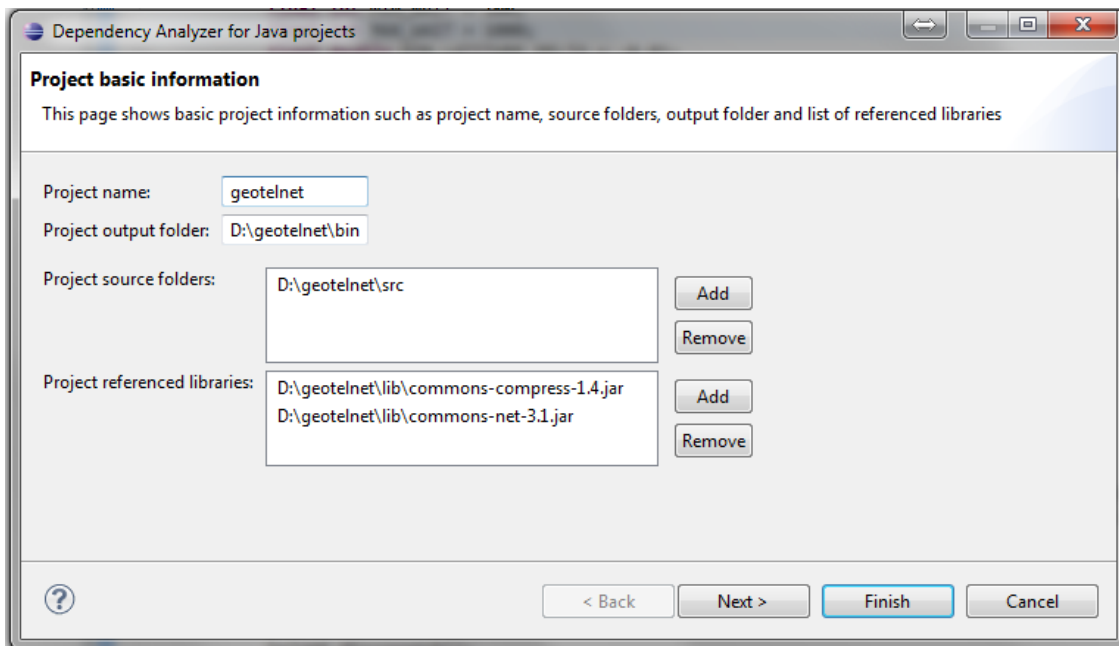 Dependency Analyzer for Java projects
Project basic information
This page shows basic project information such as project name, source folders, output folder and list of referenced libraries
Project name: geotelnet
Project output folder: D:\geotelnet\bin
Project source folders:
D:\geotelnet\src
Add
Remove
Project referenced libraries:
D:\geotelnet\lib\commons-compress-1.4.jar
D:\geotelnet\lib\commons-net-3.1.jar
Add
Remove
? < Back Next > Finish Cancel